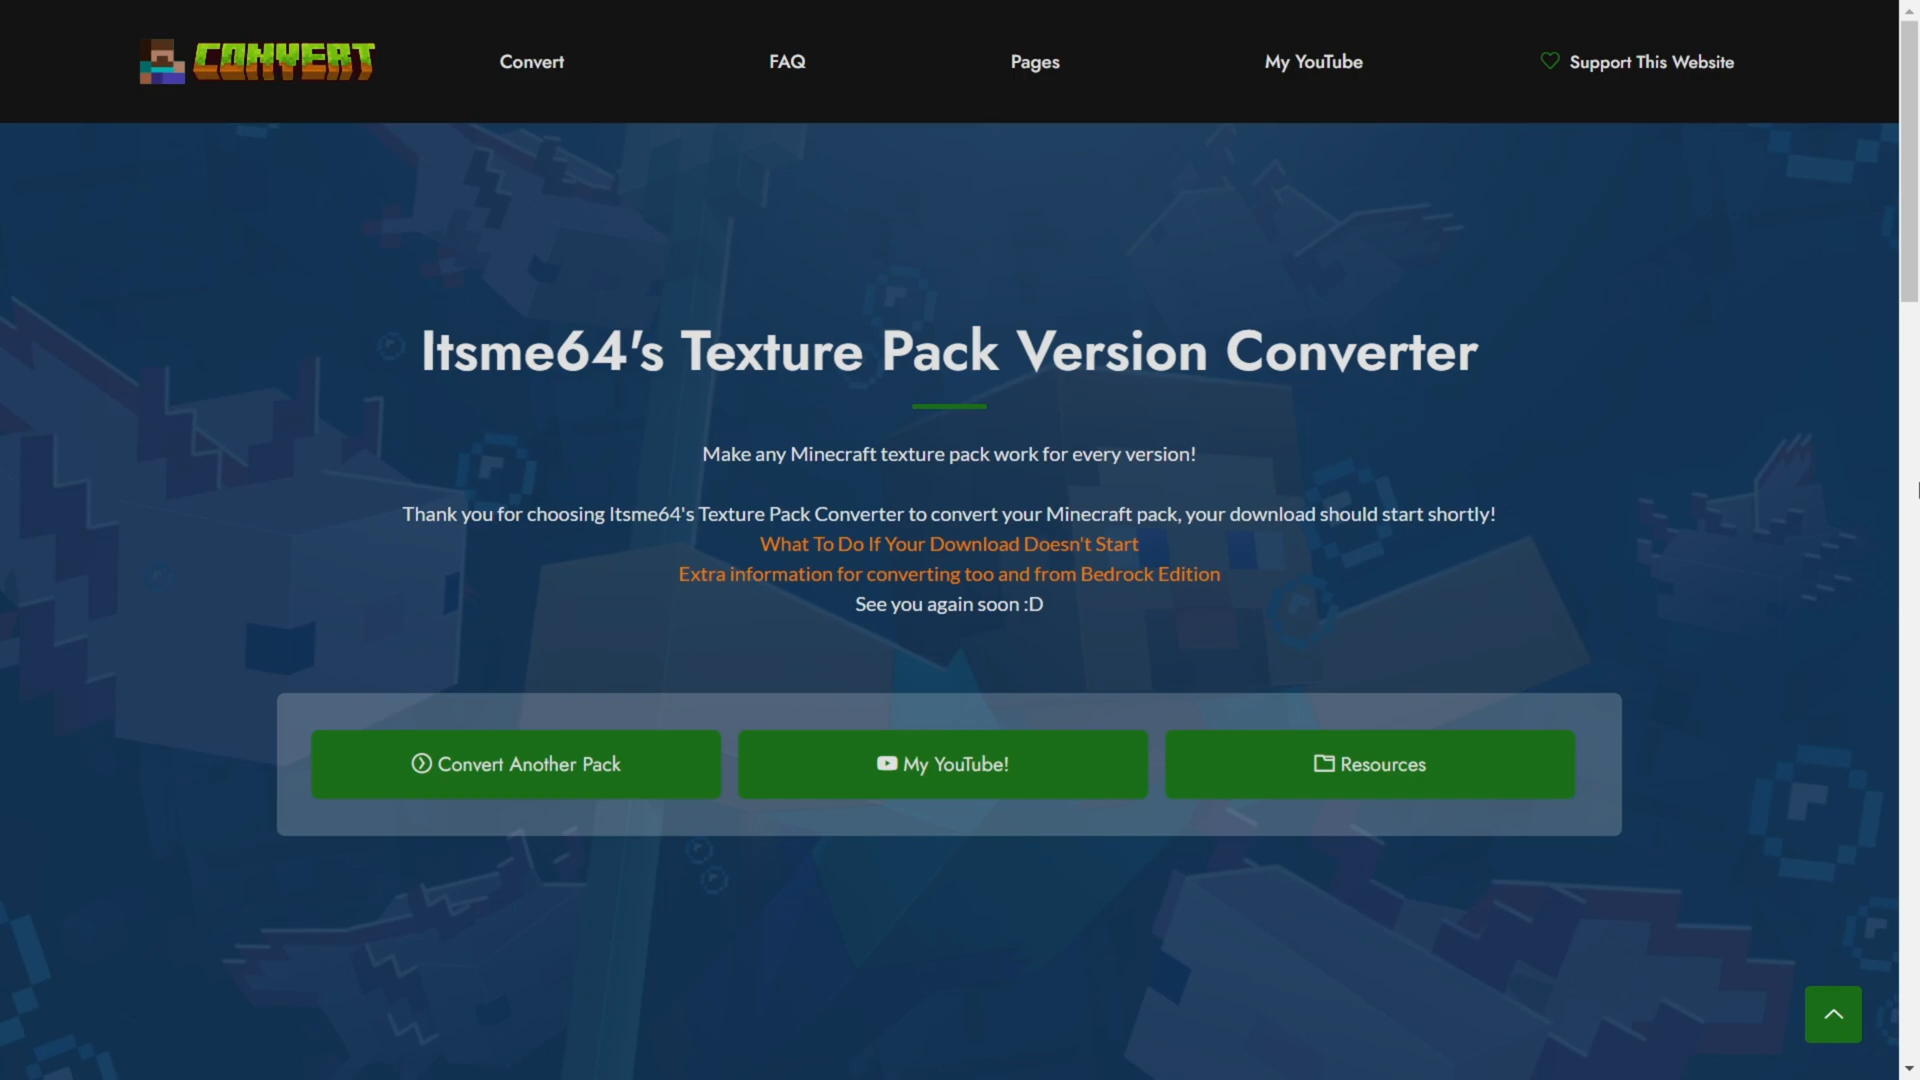 CONVERT
Convert
FAQ
Pages
My YouTube
Support This Website
Itsme64's Texture Pack Version Converter
Make any Minecraft texture pack work for every version!
Thank you for choosing Itsme64's Texture Pack Converter to convert your Minecraft pack, your download should start shortly!
What To Do If Your Download Doesn't Start
Extra information for converting too and from Bedrock Edition
See you again soon :D
Convert Another Pack
My YouTube!
Resources